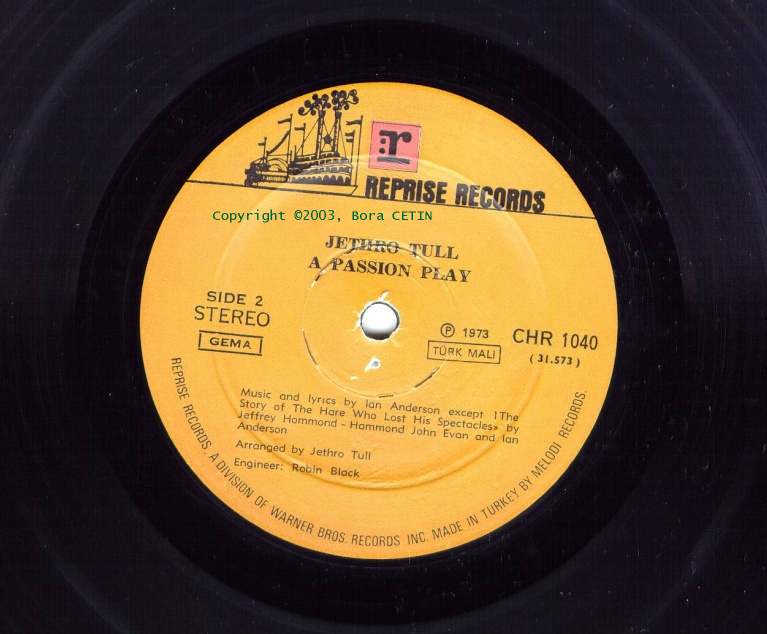 :r
REPRISE RECORDS
Copyright ©2003, Bora CETIN
JETHRO TULL
A PASSION PLAY
SIDE 2
STEREO
GEMA
Ⓟ 1973
TÜRK MALI
CHR 1040
( 31.573 )
Music and lyrics by Ian Anderson except 1The
Story of The Hare Who Lost His Spectacles» by
Jeffrey Hommond - Hammond John Evan and Ian
Anderson
Arranged by Jethro Tull
Engineer: Robin Black
REPRISE RECORDS, A DIVISION OF WARNER BROS. RECORDS INC. MADE IN TURKEY. BY MELODI RECORDS.